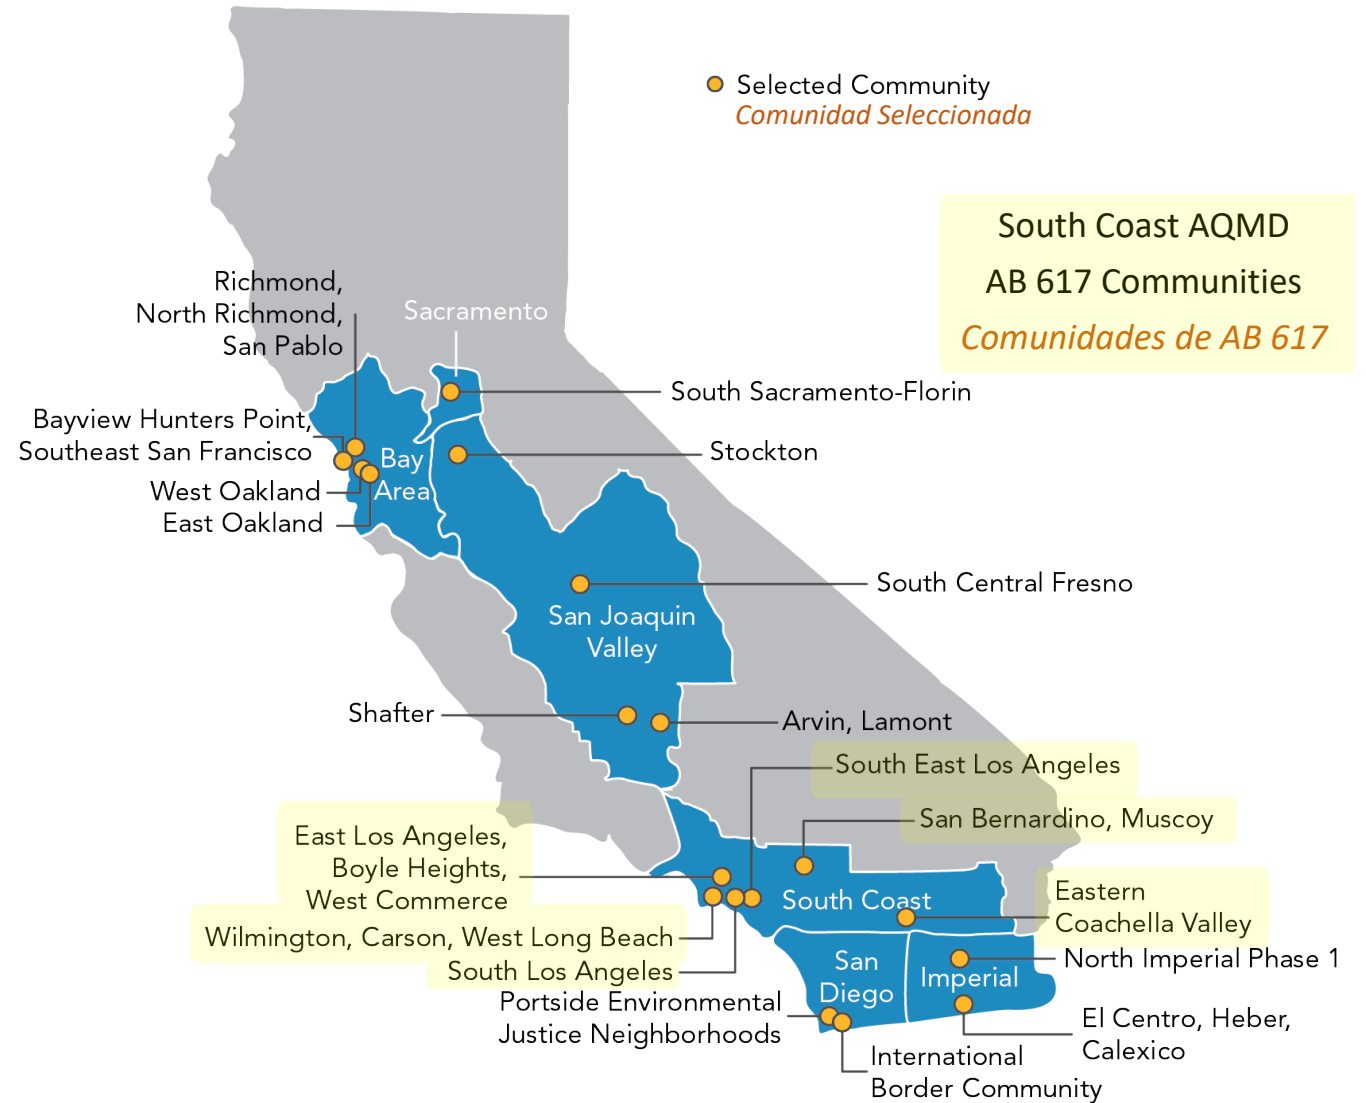 Selected Community
Comunidad Seleccionada
South Coast AQMD
AB 617 Communities
Comunidades de AB 617
Richmond,
North Richmond,
San Pablo
Sacramento
South Sacramento-Florin
Bayview Hunters Point,
Southeast San Francisco
Stockton
Bay
Area
West Oakland
East Oakland
South Central Fresno
San Joaquin
Valley
Shafter
Arvin, Lamont
South East Los Angeles
San Bernardino, Muscoy
East Los Angeles,
Boyle Heights,
West Commerce
South Coast
Eastern
Coachella Valley
Wilmington, Carson, West Long Beach
South Los Angeles
San
Diego
Imperial
North Imperial Phase 1
Portside Environmental
Justice Neighborhoods
El Centro, Heber,
Calexico
International
Border Community